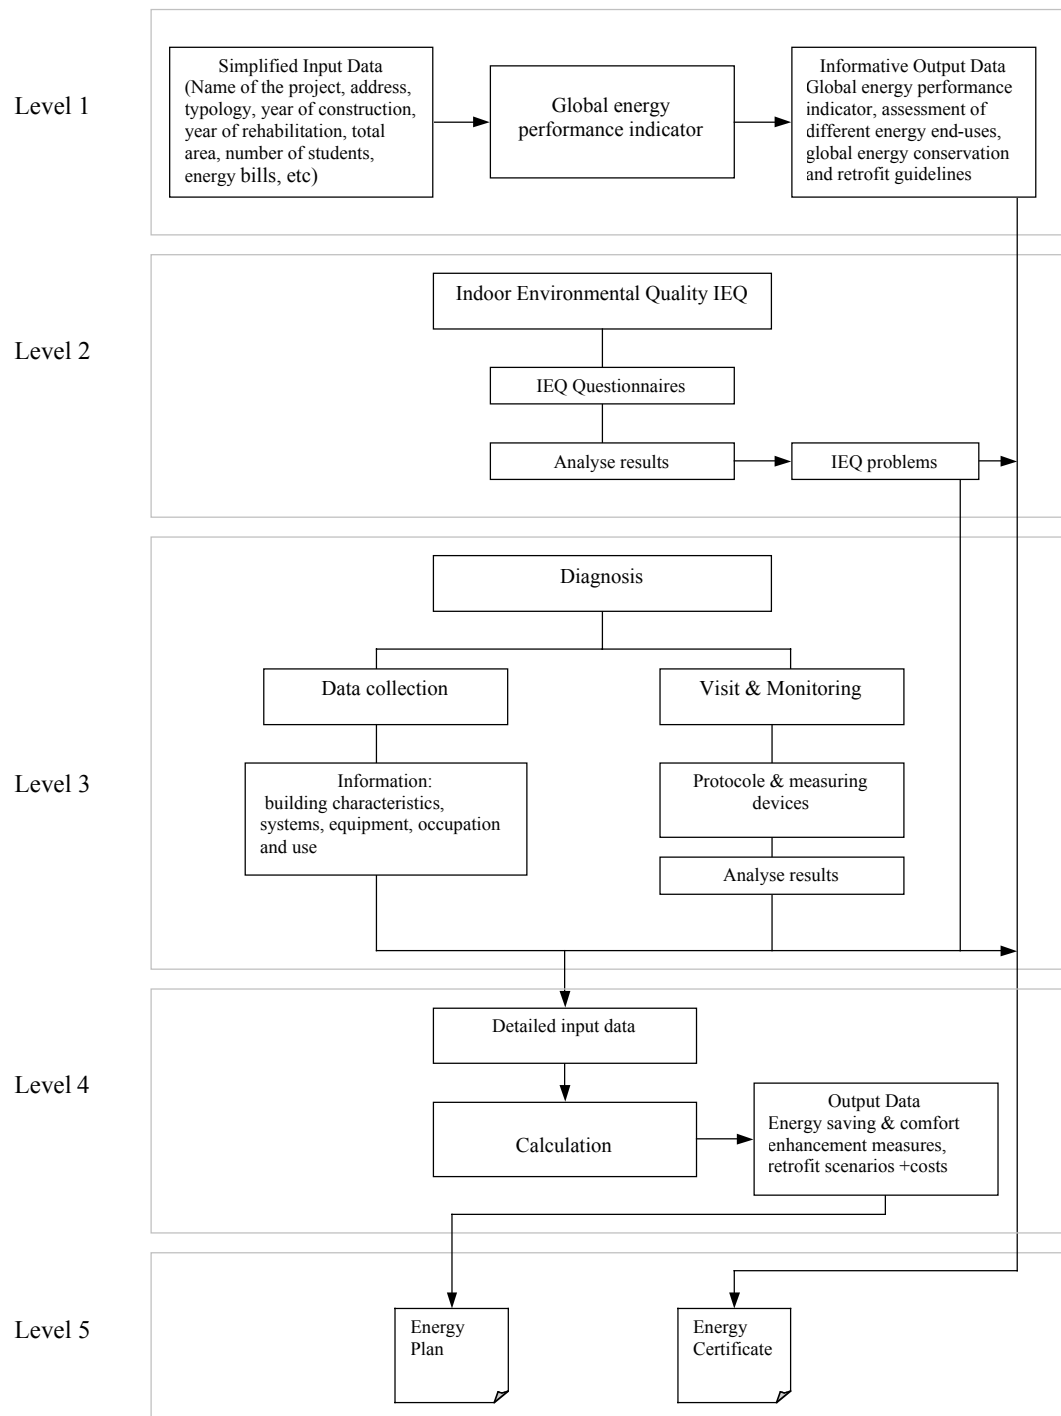 Level 1
Simplified Input Data
(Name of the project, address,
typology, year of construction,
year of rehabilitation, total
area, number of students,
energy bills, etc)
Global energy
performance indicator
Informative Output Data
Global energy performance
indicator, assessment of
different energy end-uses,
global energy conservation
and retrofit guidelines
Level 2
Indoor Environmental Quality IEQ
IEQ Questionnaires
Analyse results
IEQ problems
Level 3
Diagnosis
Data collection
Visit & Monitoring
Information:
building characteristics,
systems, equipment, occupation
and use
Protocole & measuring
devices
Analyse results
Level 4
Detailed input data
Calculation
Output Data
Energy saving & comfort
enhancement measures,
retrofit scenarios +costs
Level 5
Energy
Plan
Energy
Certificate